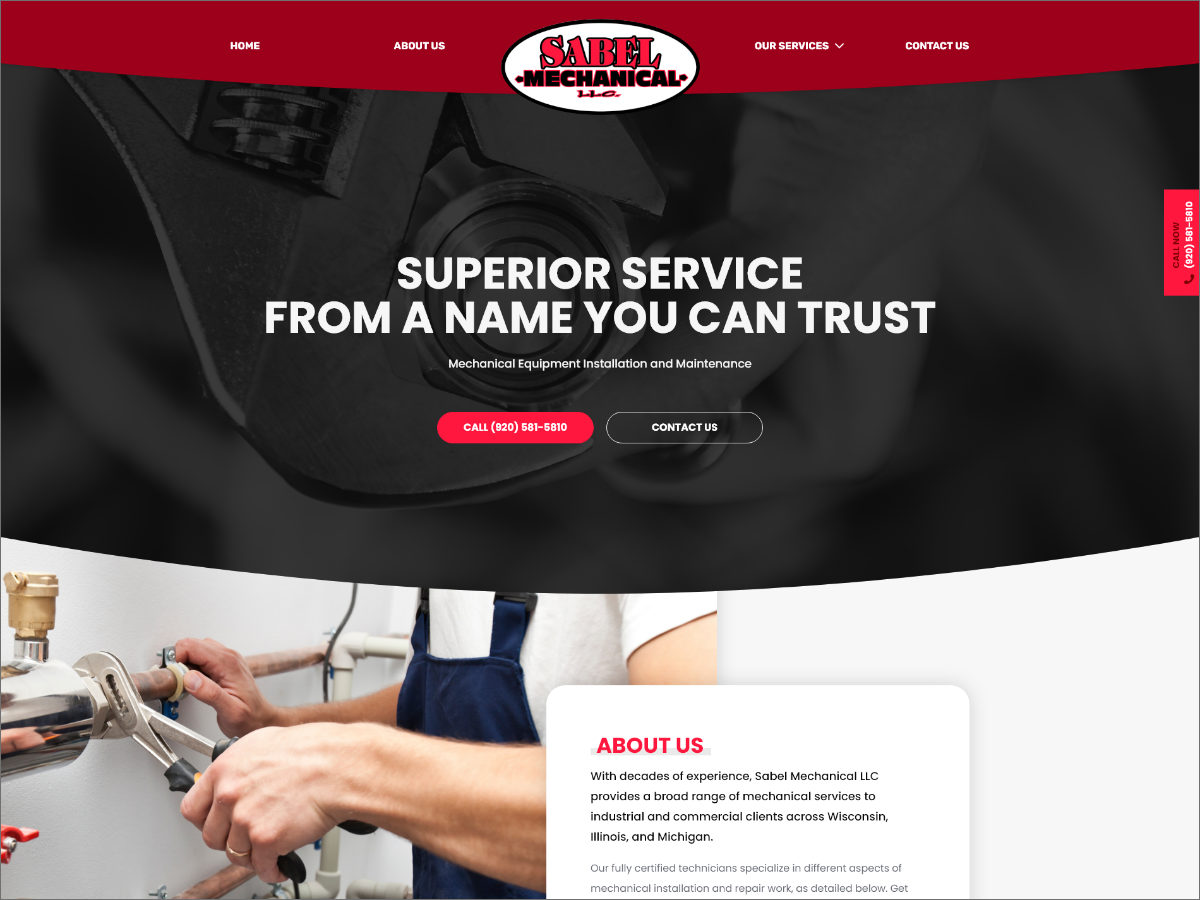 HOME
ABOUT US
SABEL
MECHANICAL
LLC.
OUR SERVICES
CONTACT US
CALL NOW
(920) 581-5810
SUPERIOR SERVICE
FROM A NAME YOU CAN TRUST
Mechanical Equipment Installation and Maintenance
CALL (920) 581-5810
CONTACT US
ABOUT US
With decades of experience, Sabel Mechanical LLC
provides a broad range of mechanical services to
industrial and commercial clients across Wisconsin,
Illinois, and Michigan.
Our fully certified technicians specialize in different aspects of
mechanical installation and repair work, as detailed below. Get